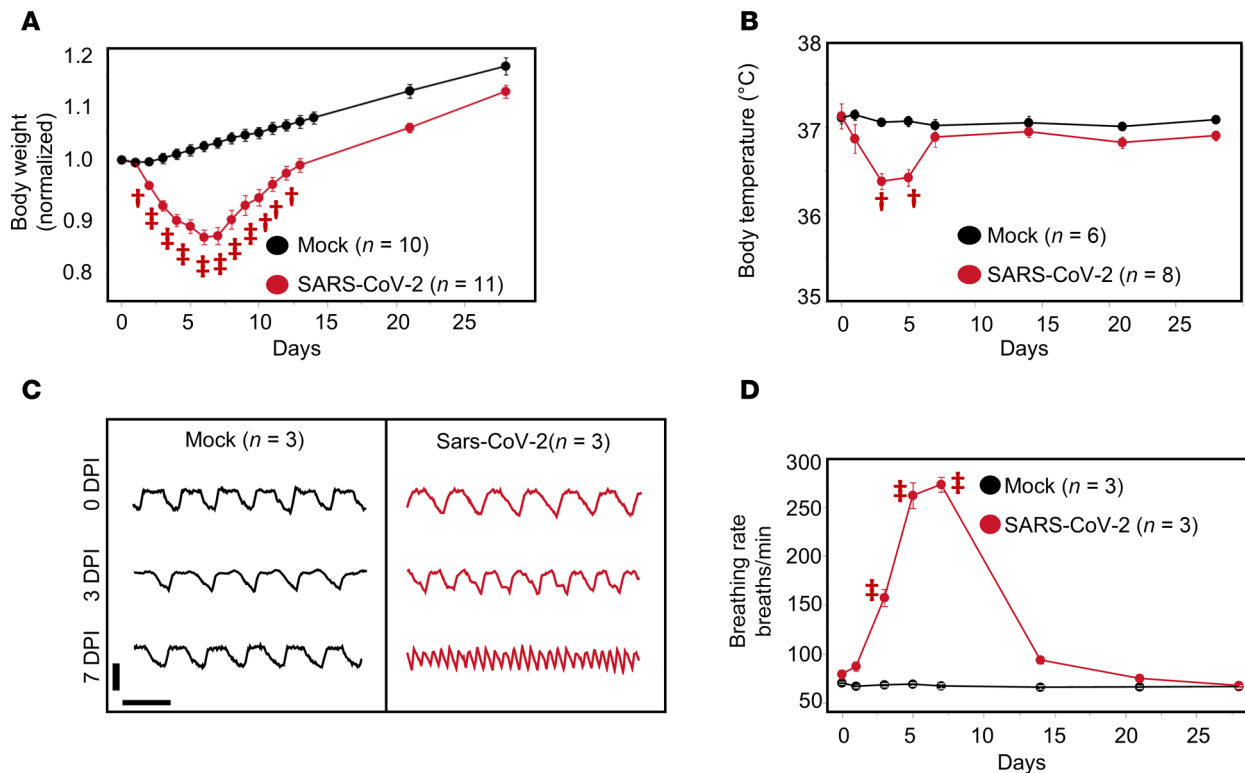 A
Body weight
(normalized)
1.2
1.1
1.0
0.9
0.8
‡ ‡ ‡ ‡ ‡ ‡ ‡ ‡ † † †
†
Mock (n = 10)
SARS-CoV-2 (n = 11)
0 5 10 15 20 25
Days
B
Body temperature (°C)
38
37
36
35
† †
Mock (n = 6)
SARS-CoV-2 (n = 8)
0 5 10 15 20 25
Days
C
Mock (n = 3)
Sars-CoV-2(n = 3)
0 DPI
3 DPI
7 DPI
D
Breathing rate
breaths/min
300
250
200
150
100
50
‡ ‡
‡
Mock (n = 3)
SARS-CoV-2 (n = 3)
0 5 10 15 20 25
Days